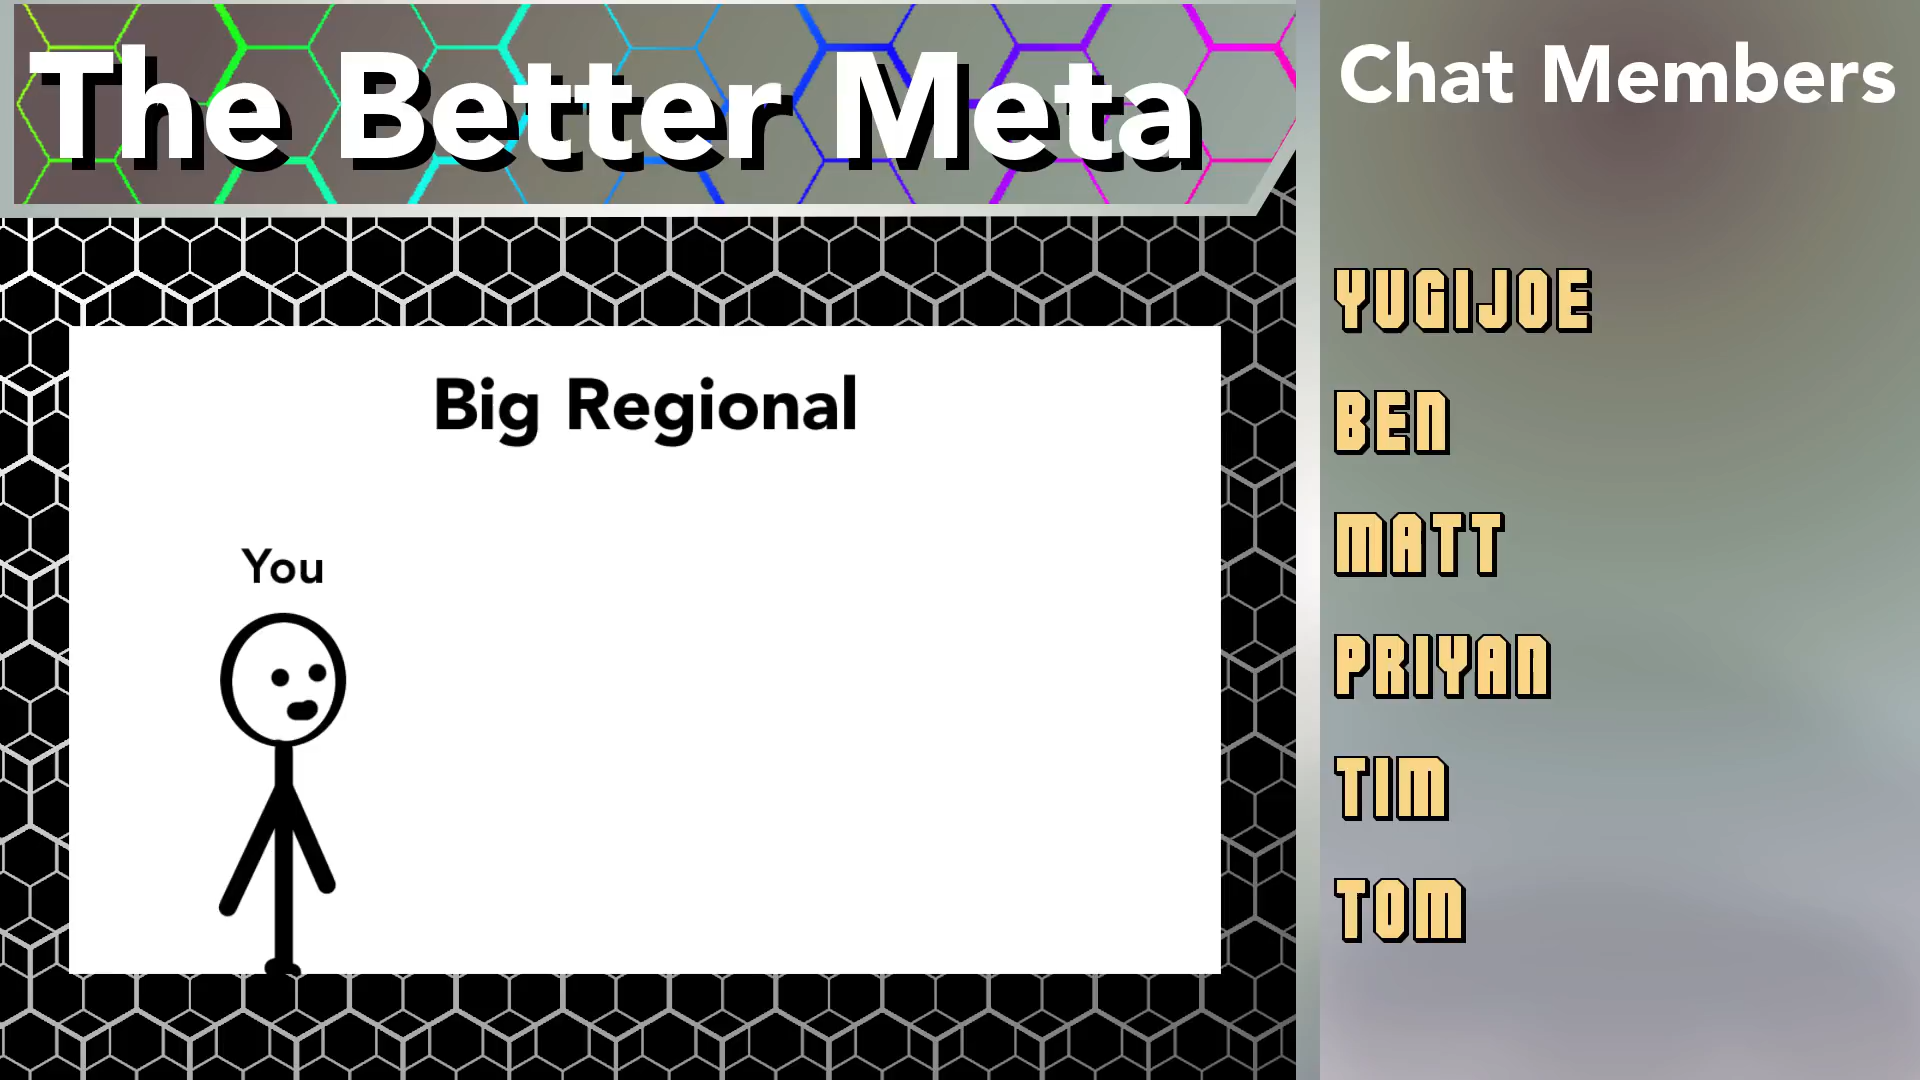 The Better Meta
Big Regional
You
Chat Members
YUGIJOE
BEN
MATT
PRIYAN
TIM
TOM